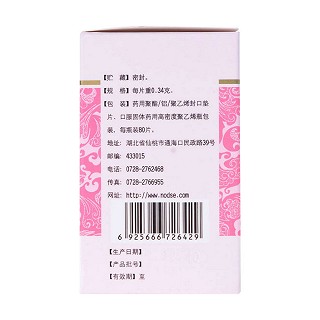 【贮　藏】密封。
【规　格】每片重0.34克。
【包　装】药用聚酯/铝/聚乙烯封口垫
片、口服固体药用高密度聚乙烯瓶包
装、每瓶装80片。
地址：湖北省仙桃市通海口民政路39号
邮编：433015
电话：0728-2762468
传真：0728-2766955
网址：http://www.nodse.com
6 925666 726429
【生产日期】
【产品批号】
【有效期】至